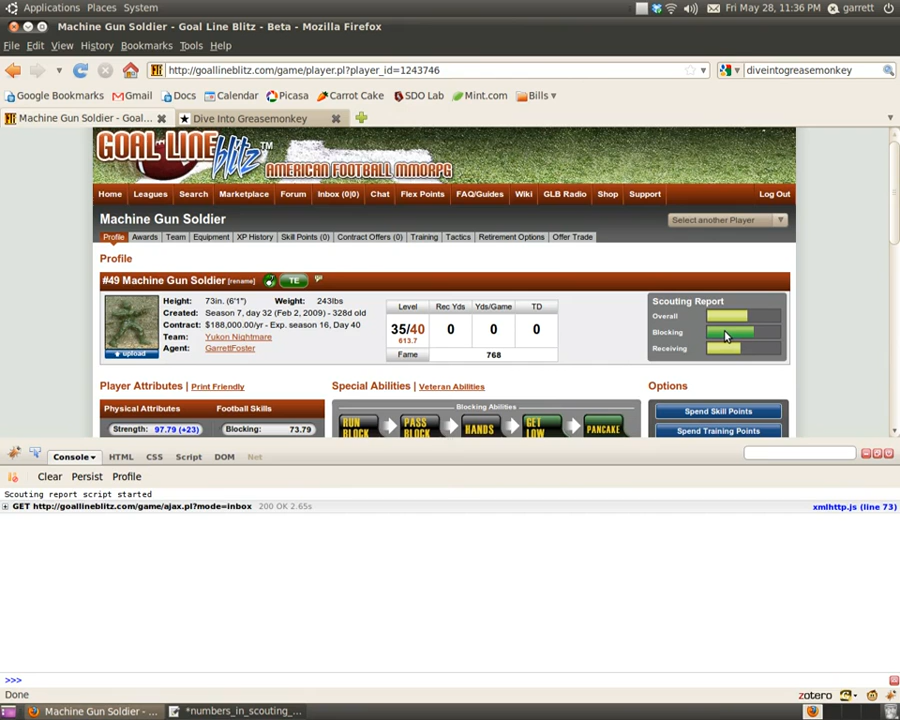 Applications Places System Fri May 28, 11:36 PM garrett
Machine Gun Soldier - Goal Line Blitz - Beta - Mozilla Firefox
File Edit View History Bookmarks Tools Help
http://goallineblitz.com/game/player.pl?player_id=1243746 diveintogreasemonkey
Google Bookmarks Gmail Docs Calendar Picasa Carrot Cake SDO Lab Mint.com Bills
Machine Gun Soldier - Goal... Dive Into Greasemonkey
GOAL LINE blitz TM
AMERICAN FOOTBALL MMORPG
Home Leagues Search Marketplace Forum Inbox (0|0) Chat Flex Points FAQ/Guides Wiki GLB Radio Shop Support Log Out
Machine Gun Soldier Select another Player
Profile Awards Team Equipment XP History Skill Points (0) Contract Offers (0) Training Tactics Retirement Options Offer Trade
Profile
#49 Machine Gun Soldier [rename] TE
Height: 73in. (6'1") Weight: 243lbs
Created: Season 7, day 32 (Feb 2, 2009) - 328d old
Contract: $188,000.00/yr - Exp. season 16, Day 40
Team: Yukon Nightmare
Agent: GarrettFoster
upload
Level Rec Yds Yds/Game TD
35/40 0 0 0
613.7
Fame 768
Scouting Report
Overall
Blocking
Receiving
Player Attributes | Print Friendly Special Abilities | Veteran Abilities Options
Physical Attributes Football Skills Blocking Abilities Spend Skill Points
Strength: 97.79 (+23) Blocking: 73.79 RUN BLOCK PASS BLOCK HANDS GET LOW PANCAKE Spend Training Points
Console HTML CSS Script DOM Net
Clear Persist Profile
Scouting report script started
GET http://goallineblitz.com/game/ajax.pl?mode=inbox 200 OK 2.65s xmlhttp.js (line 73)
>>>
Done zotero
Machine Gun Soldier - ... *numbers_in_scouting_...